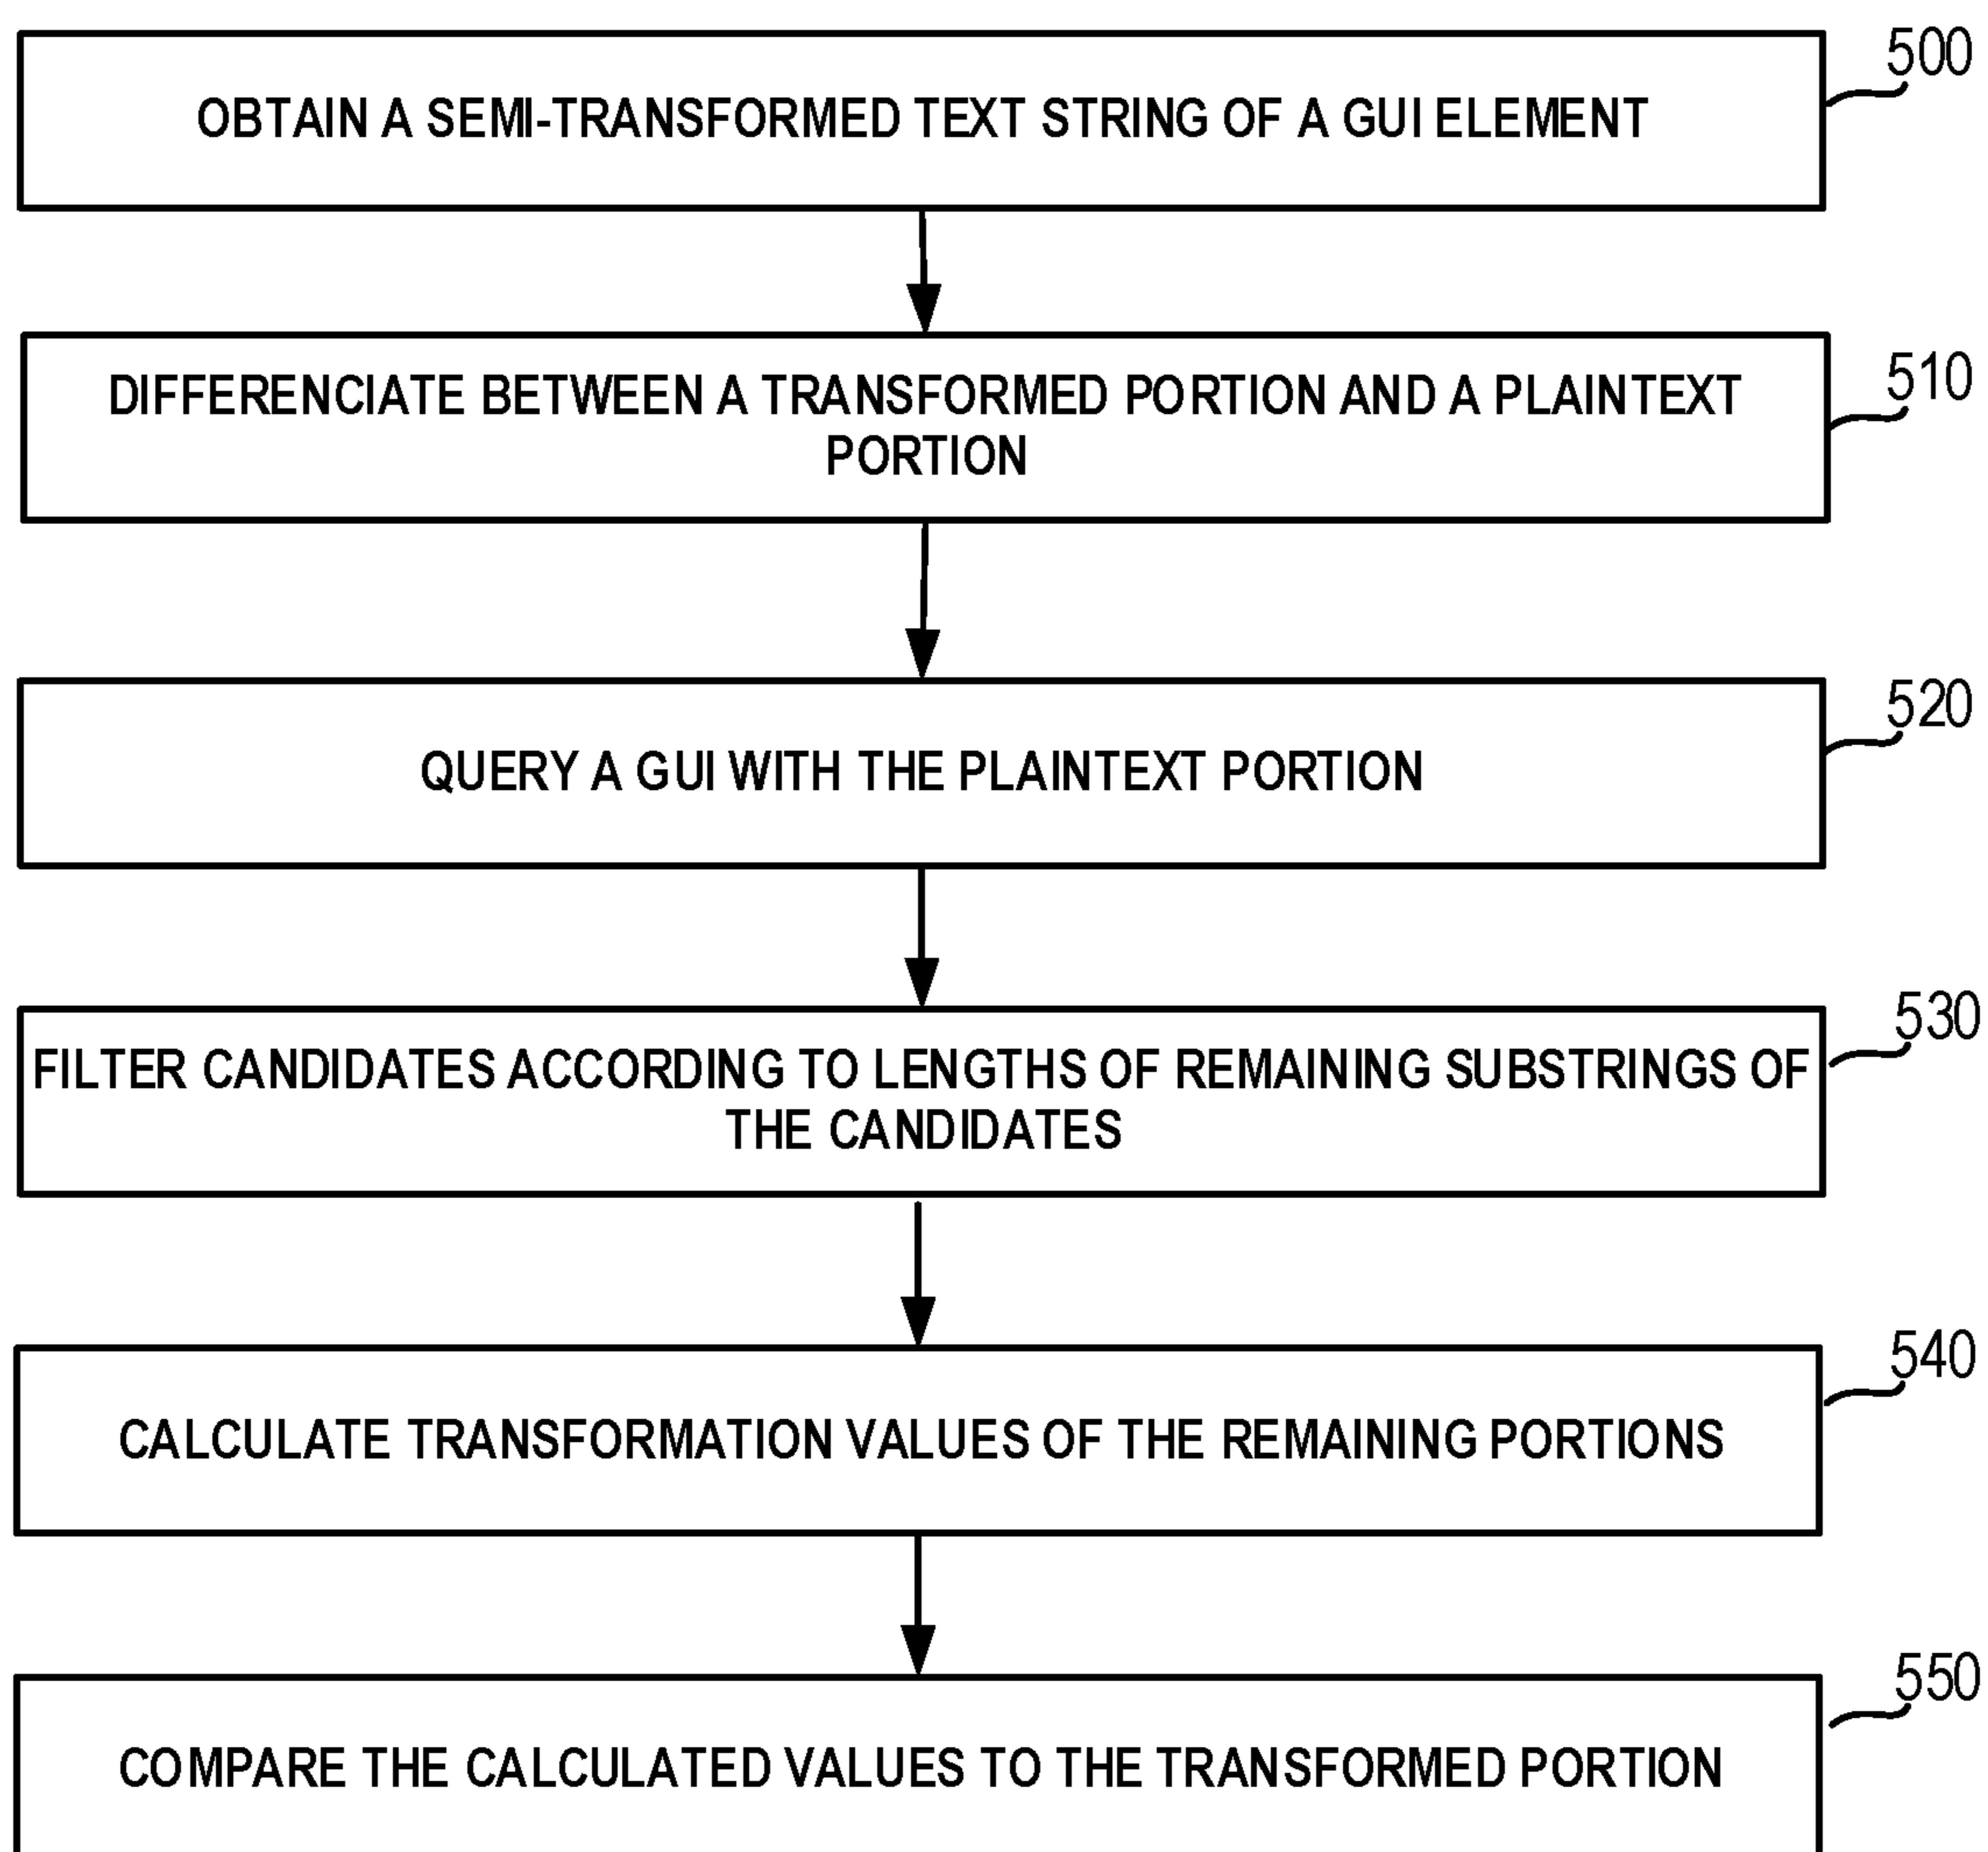 500
OBTAIN A SEMI-TRANSFORMED TEXT STRING OF A GUI ELEMENT
510
DIFFERENCIATE BETWEEN A TRANSFORMED PORTION AND A PLAINTEXT
PORTION
520
QUERY A GUI WITH THE PLAINTEXT PORTION
530
FILTER CANDIDATES ACCORDING TO LENGTHS OF REMAINING SUBSTRINGS OF
THE CANDIDATES
540
CALCULATE TRANSFORMATION VALUES OF THE REMAINING PORTIONS
550
COMPARE THE CALCULATED VALUES TO THE TRANSFORMED PORTION